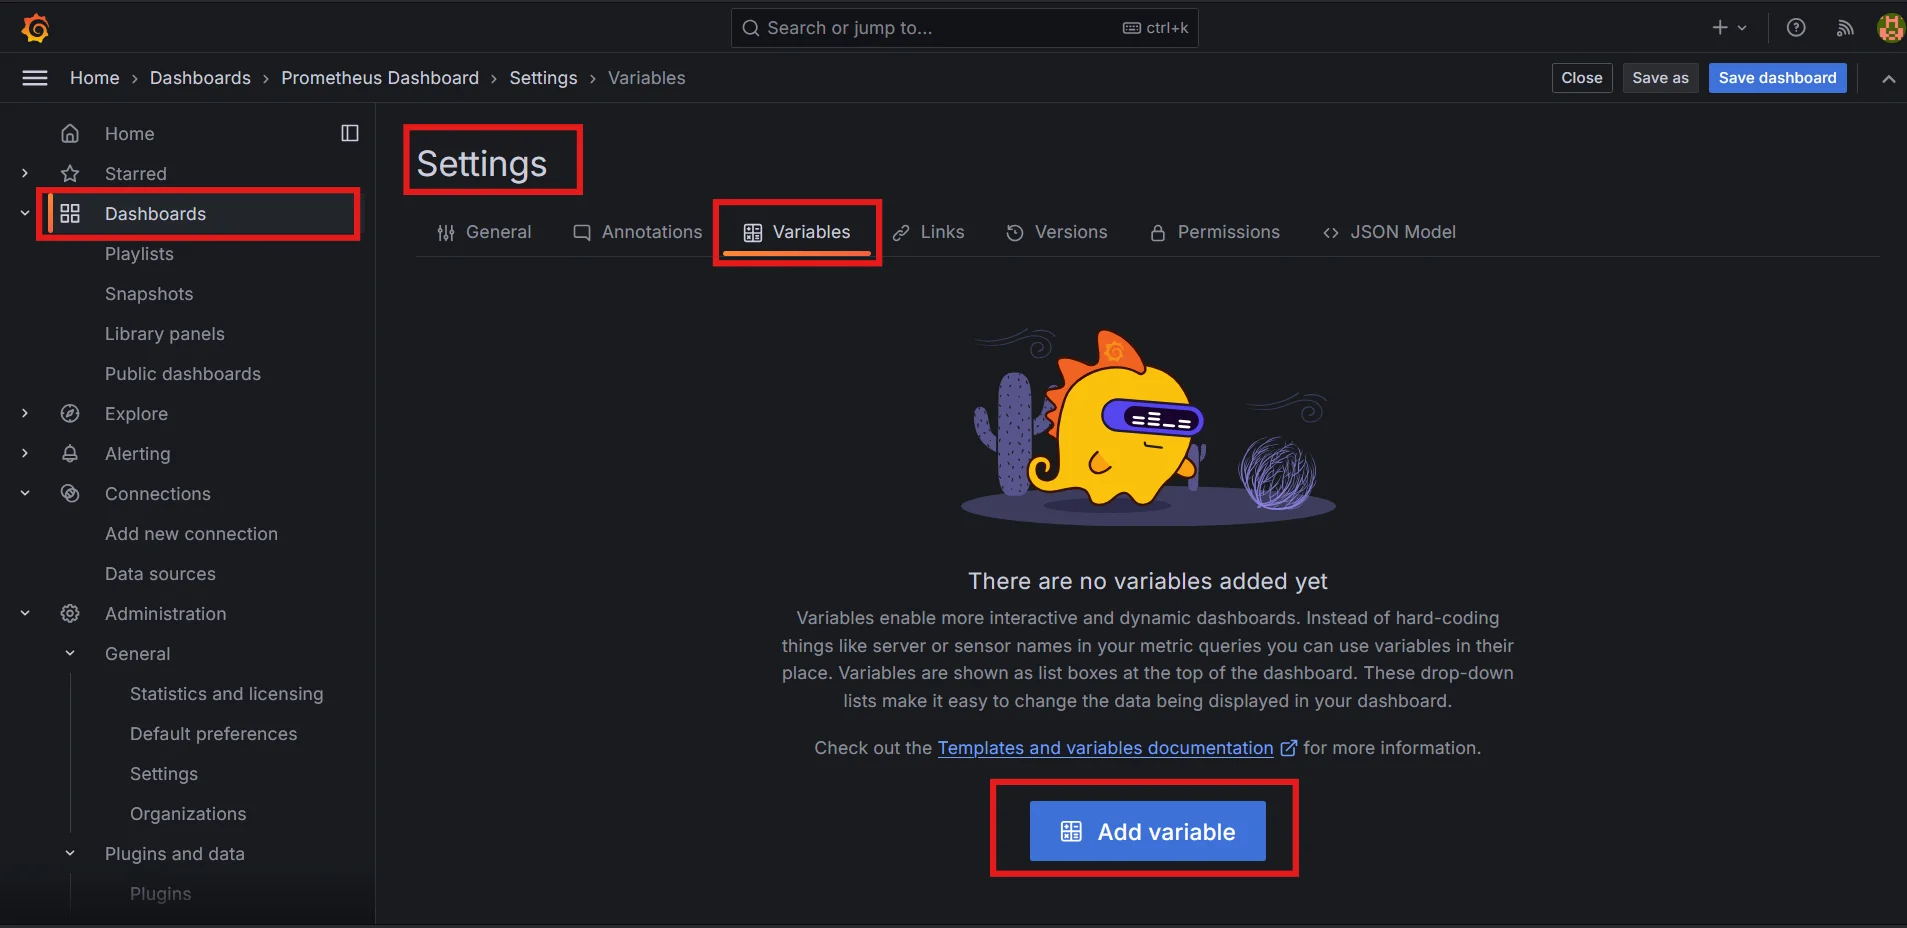 Search or jump to...
ctrl+k
Home › Dashboards › Prometheus Dashboard › Settings › Variables
Close
Save as
Save dashboard
Home
Starred
Dashboards
Playlists
Snapshots
Library panels
Public dashboards
Explore
Alerting
Connections
Add new connection
Data sources
Administration
General
Statistics and licensing
Default preferences
Settings
Organizations
Plugins and data
Plugins
Settings
General
Annotations
Variables
Links
Versions
Permissions
JSON Model
There are no variables added yet
Variables enable more interactive and dynamic dashboards. Instead of hard-coding
things like server or sensor names in your metric queries you can use variables in their
place. Variables are shown as list boxes at the top of the dashboard. These drop-down
lists make it easy to change the data being displayed in your dashboard.
Check out the Templates and variables documentation for more information.
Add variable